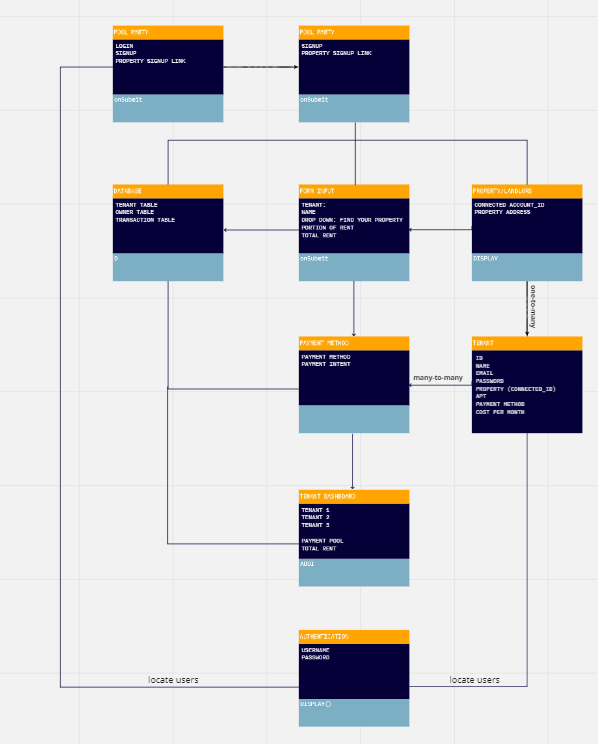 POOL PARTY
LOGIN
SIGNUP
PROPERTY SIGNUP LINK
onSubmit
POOL PARTY
SIGNUP
PROPERTY SIGNUP LINK
onSubmit
DATABASE
TENANT TABLE
OWNER TABLE
TRANSACTION TABLE
D
FORM INPUT
TENANT:
NAME
DROP DOWN: FIND YOUR PROPERTY
PORTION OF RENT
TOTAL RENT
onSubmit
PROPERTY/LANDLORD
CONNECTED ACCOUNT_ID
PROPERTY ADDRESS
DISPLAY
one-to-many
PAYMENT METHOD
PAYMENT METHOD
PAYMENT INTENT
many-to-many
TENANT
ID
NAME
EMAIL
PASSWORD
PROPERTY (CONNECTED_ID)
APT
PAYMENT METHOD
COST PER MONTH
TENANT DASHBOARD
TENANT 1
TENANT 2
TENANT 3
PAYMENT POOL
TOTAL RENT
AUTHENTICATION
USERNAME
PASSWORD
DISPLAY()
locate users
locate users